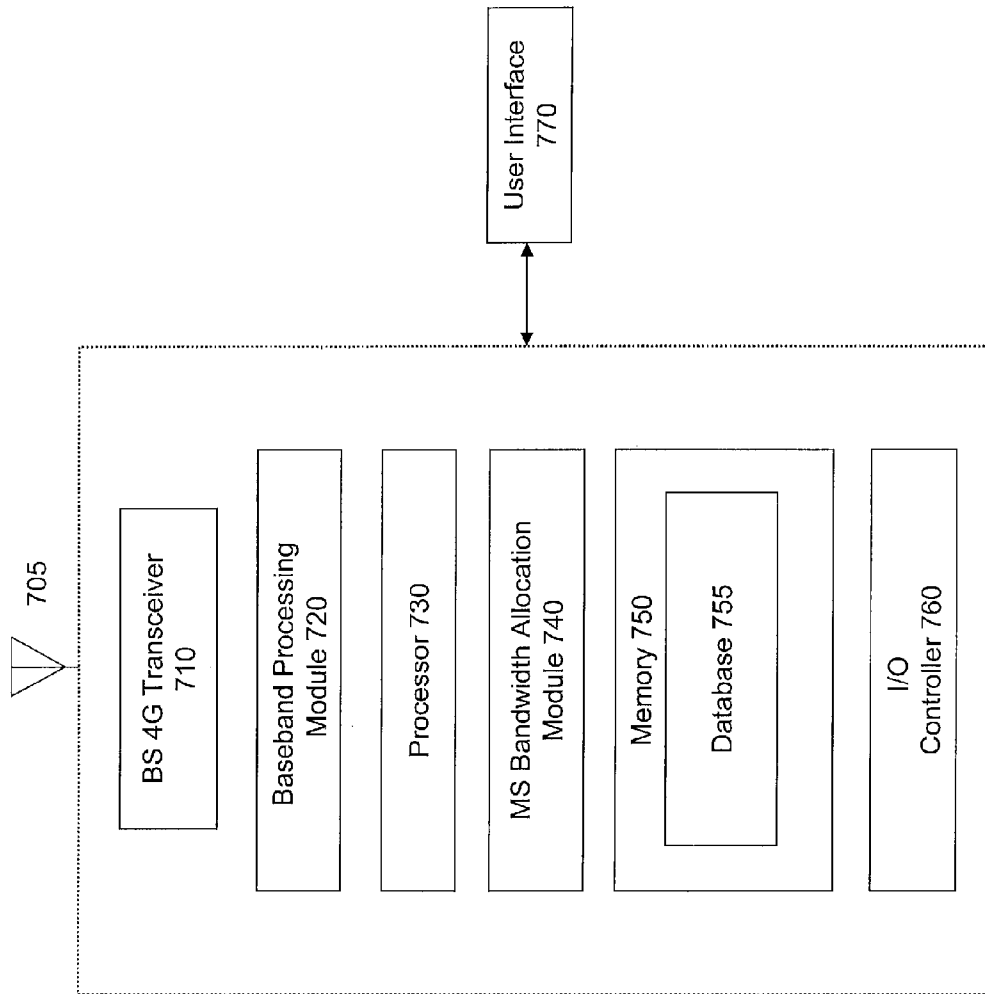 705
BS 4G Transceiver
710
Baseband Processing
Module 720
Processor 730
MS Bandwidth Allocation
Module 740
Memory 750
Database 755
I/O
Controller 760
User Interface
770